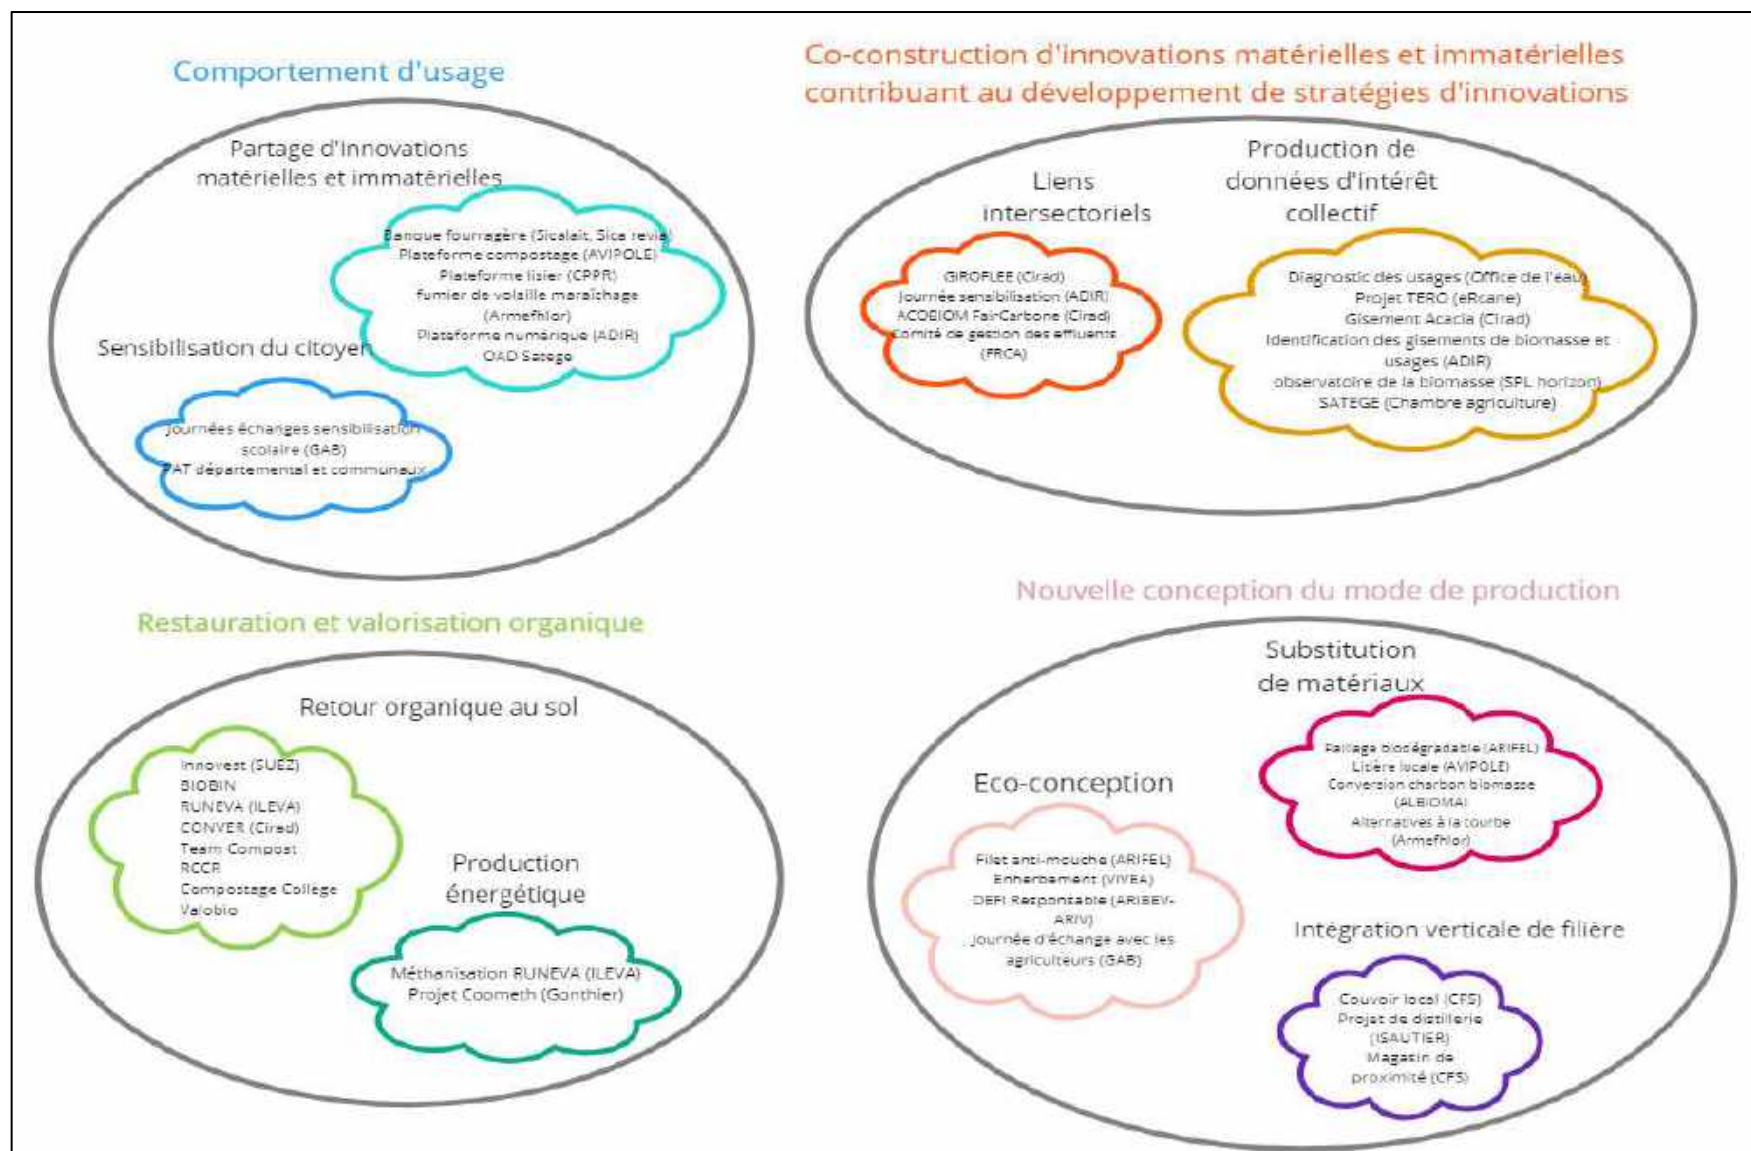 Comportement d'usage
Partage d'innovations
matérielles et immatérielles
Banque fourragère (Sicalait, Sica revia)
Plateforme compostage (AVIPOLE)
Plateforme lisier (CPPR)
fumier de volaille maraîchage
(Armefhlor)
Plateforme numérique (ADIR)
OAD Satege
Sensibilisation du citoyen
Journées échanges sensibilisation
scolaire (GAB)
PAT départemental et communaux
Co-construction d'innovations matérielles et immatérielles
contribuant au développement de stratégies d'innovations
Liens
intersectoriels
GIROFLEE (Cirad)
Journée sensibilisation (ADIR)
ACOBIOM FairCarbone (Cirad)
Comité de gestion des effluents
(FRCA)
Production de
données d'intérêt
collectif
Diagnostic des usages (Office de l'eau)
Projet TERO (eRcane)
Gisement Acacia (Cirad)
Identification des gisements de biomasse et
usages (ADIR)
observatoire de la biomasse (SPL horizon)
SATEGE (Chambre agriculture)
Restauration et valorisation organique
Retour organique au sol
Innovest (SUEZ)
BIOBIN
RUNEVA (ILEVA)
CONVER (Cirad)
Team Compost
RCCR
Compostage Collège
Valobio
Production
énergétique
Méthanisation RUNEVA (ILEVA)
Projet Coometh (Gonthier)
Nouvelle conception du mode de production
Substitution
de matériaux
Paillage biodégradable (ARIFEL)
Litière locale (AVIPOLE)
Conversion charbon biomasse
(ALBIOMA)
Alternatives à la tourbe
(Armefhlor)
Eco-conception
Filet anti-mouche (ARIFEL)
Enherbement (VIVEA)
DEFI Responsable (ARIBEV-
ARIV)
Journée d'échange avec les
agriculteurs (GAB)
Intégration verticale de filière
Couvoir local (CFS)
Projet de distillerie
(ISAUTIER)
Magasin de
proximité (CFS)